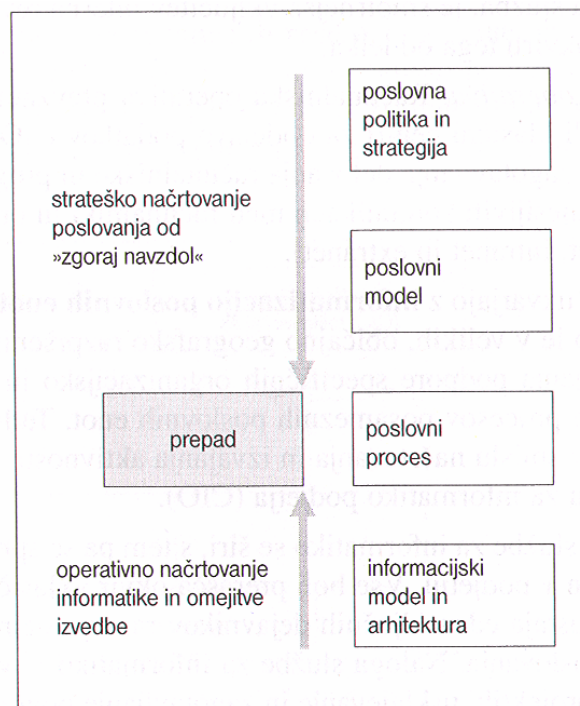 poslovna
politika in
strategija
strateško načrtovanje
poslovanja od
»zgoraj navzdol«
poslovni
model
prepad
poslovni
proces
operativno načrtovanje
informatike in omejitve
izvedbe
informacijski
model in
arhitektura